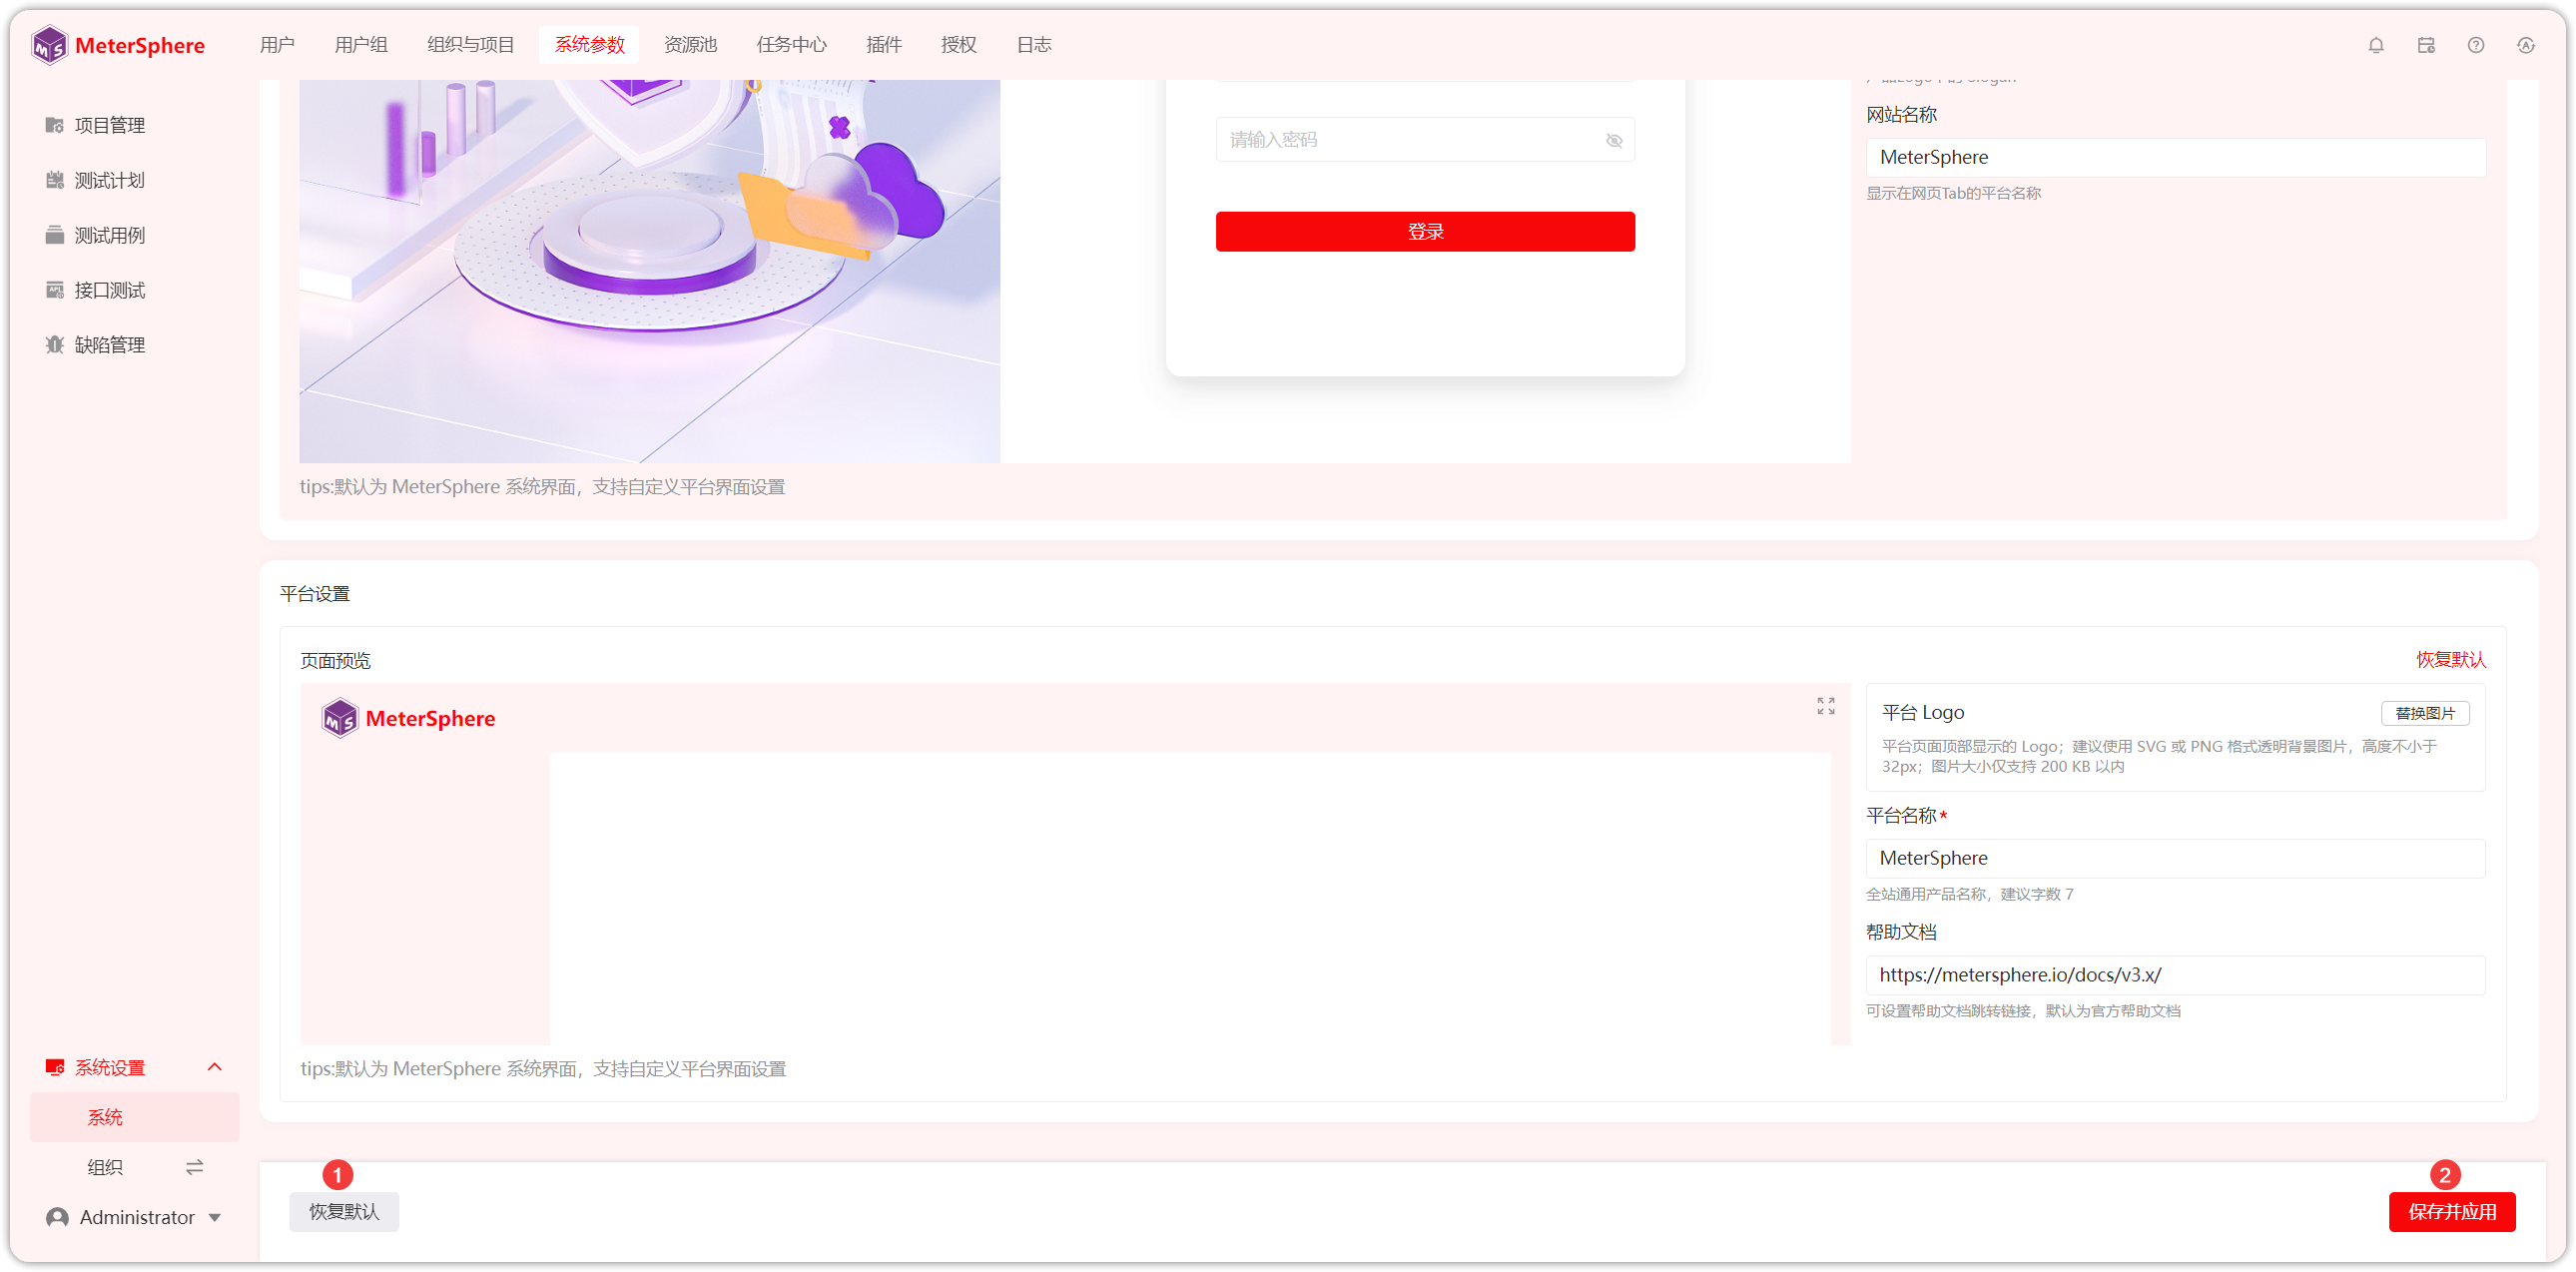 MeterSphere
用户
用户组
组织与项目
系统参数
资源池
任务中心
插件
授权
日志
项目管理
测试计划
测试用例
接口测试
缺陷管理
请输入密码
登录
网站名称
MeterSphere
显示在网页Tab的平台名称
tips:默认为 MeterSphere 系统界面，支持自定义平台界面设置
平台设置
页面预览
恢复默认
MeterSphere
平台 Logo
替换图片
平台页面顶部显示的 Logo；建议使用 SVG 或 PNG 格式透明背景图片，高度不小于
32px；图片大小仅支持 200 KB 以内
平台名称*
MeterSphere
全站通用产品名称，建议字数 7
帮助文档
https://metersphere.io/docs/v3.x/
可设置帮助文档跳转链接，默认为官方帮助文档
tips:默认为 MeterSphere 系统界面，支持自定义平台界面设置
系统设置
系统
组织
Administrator
1
恢复默认
2
保存并应用